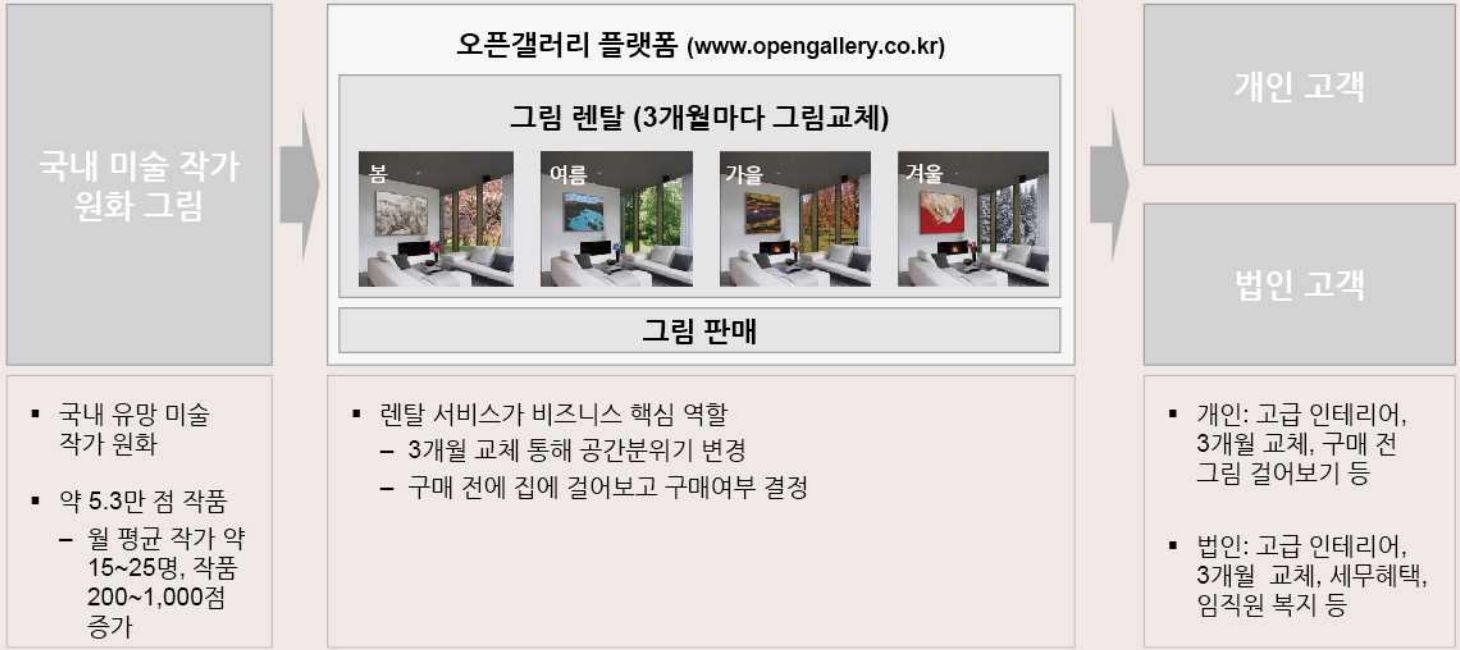 국내 미술 작가
원화 그림
오픈갤러리 플랫폼 (www.opengallery.co.kr)
그림 렌탈 (3개월마다 그림교체)
봄
여름
가을
겨울
그림 판매
개인 고객
법인 고객
▪ 국내 유망 미술
작가 원화
▪ 약 5.3만 점 작품
– 월 평균 작가 약
15~25명, 작품
200~1,000점
증가
▪ 렌탈 서비스가 비즈니스 핵심 역할
– 3개월 교체 통해 공간분위기 변경
– 구매 전에 집에 걸어보고 구매여부 결정
▪ 개인: 고급 인테리어,
3개월 교체, 구매 전
그림 걸어보기 등
▪ 법인: 고급 인테리어,
3개월 교체, 세무혜택,
임직원 복지 등